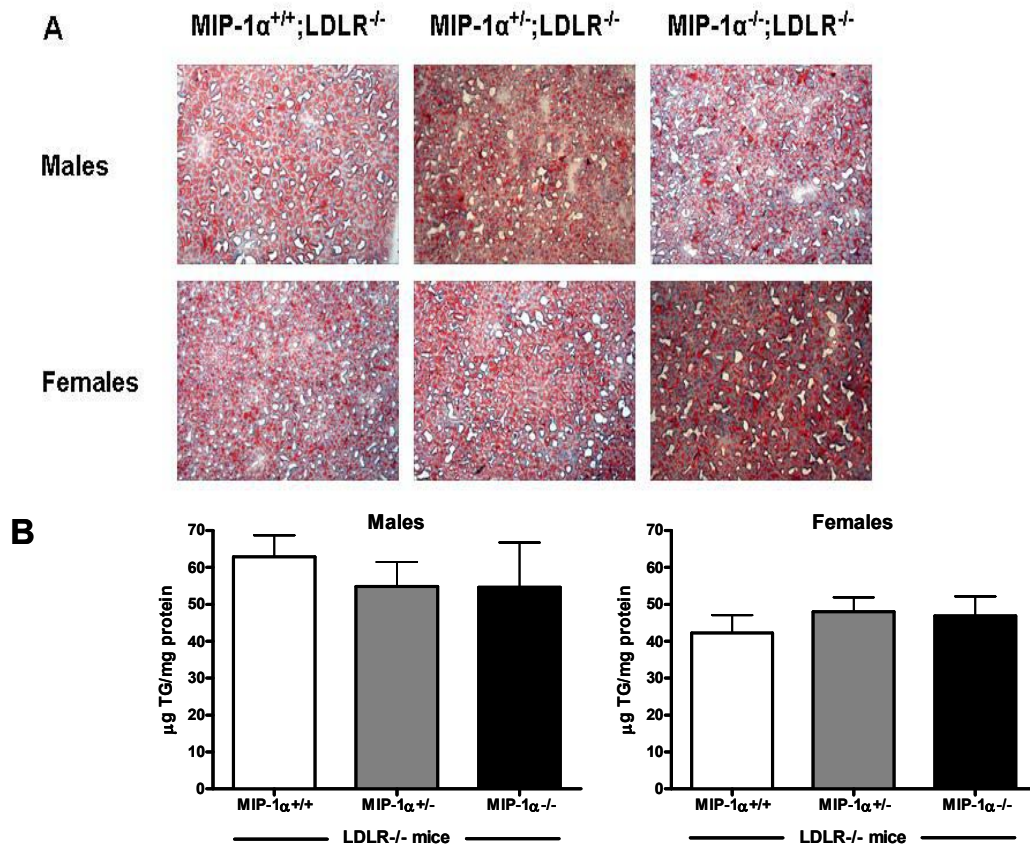 A
MIP-1α+/+;LDLR-/- MIP-1α+/-;LDLR-/- MIP-1α-/-;LDLR-/-
Males
Females
B
Males
μg TG/mg protein
70
60
50
40
30
20
10
0
MIP-1α+/+ MIP-1α+/- MIP-1α-/-
LDLR-/- mice
Females
μg TG/mg protein
70
60
50
40
30
20
10
0
MIP-1α+/+ MIP-1α+/- MIP-1α-/-
LDLR-/- mice